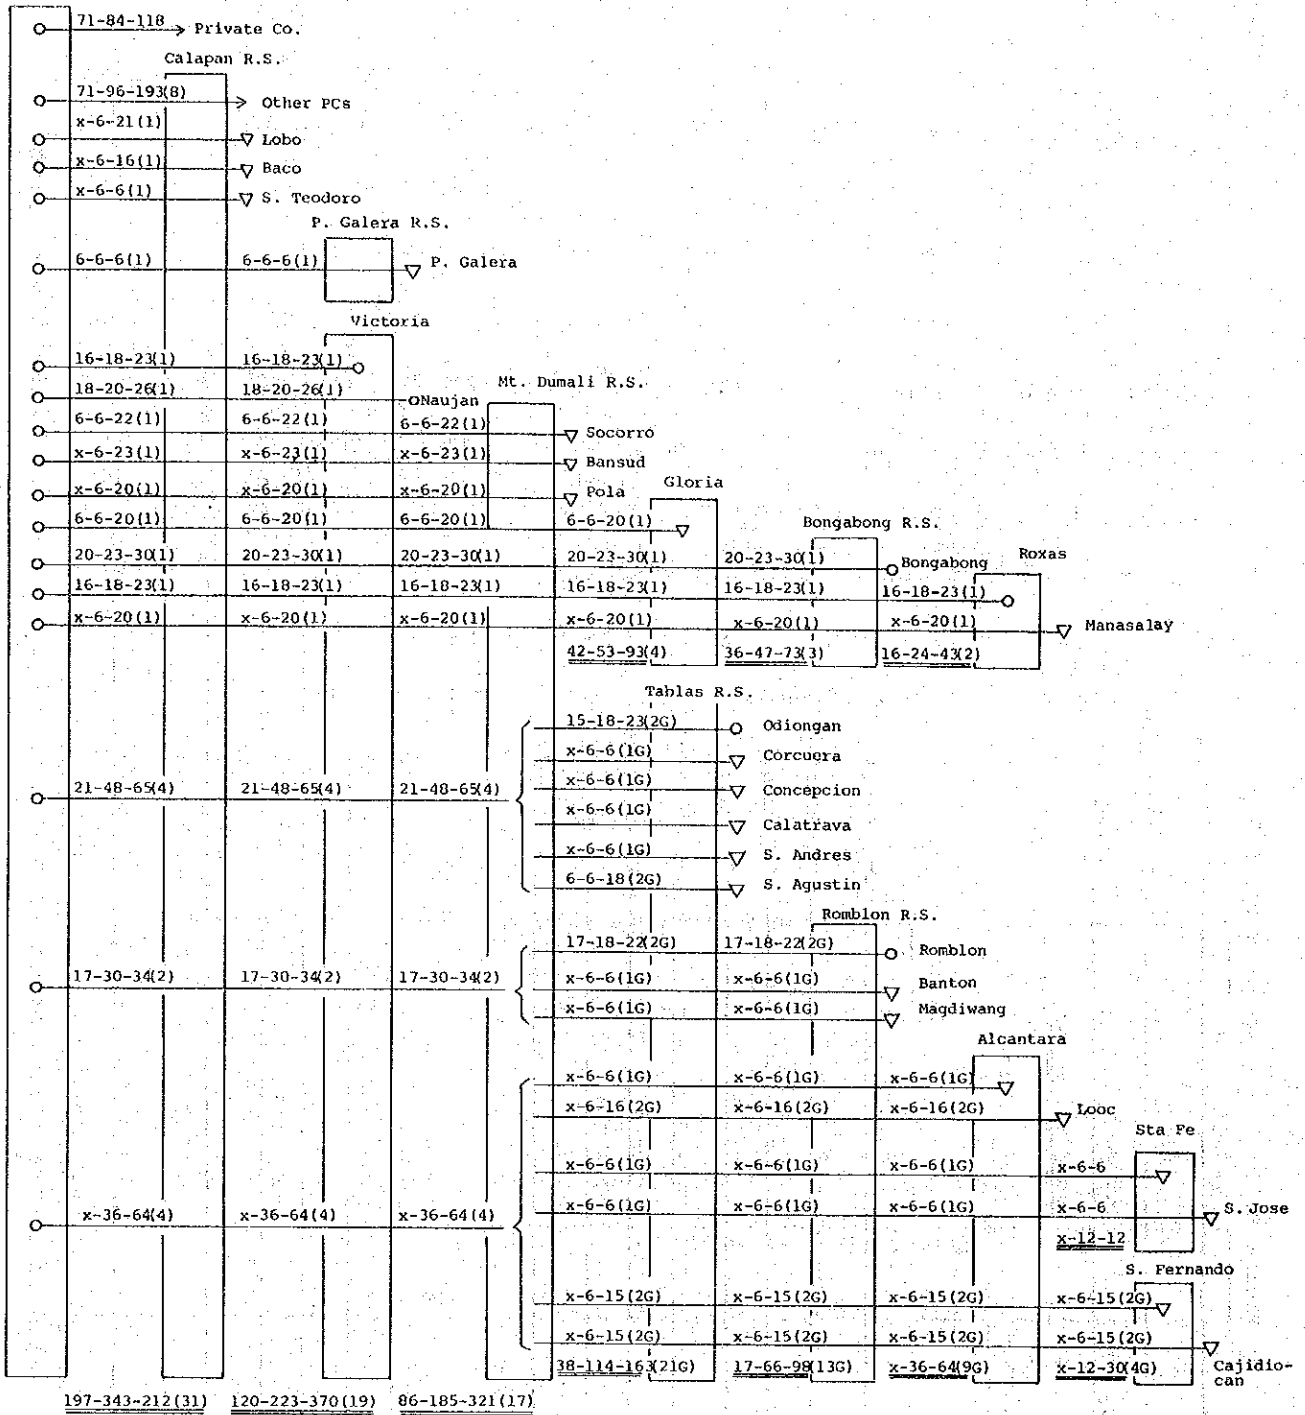 71-84-118 Private Co.
Calapan R.S.
71-96-193(8) Other PCs
x-6-21(1) Lobo
x-6-16(1) Baco
x-6-6(1) S. Teodoro
P. Galera R.S.
6-6-6(1) 6-6-6(1) P. Galera
Victoria
16-18-23(1) 16-18-23(1)
Mt. Dumali R.S.
18-20-26(1) 18-20-26(1) Naujan
6-6-22(1) 6-6-22(1) 6-6-22(1) Socorro
x-6-23(1) x-6-23(1) x-6-23(1) Bansud
Gloria
x-6-20(1) x-6-20(1) x-6-20(1) Pola
6-6-20(1) 6-6-20(1) 6-6-20(1) 6-6-20(1)
Bongabong R.S.
20-23-30(1) 20-23-30(1) 20-23-30(1) 20-23-30(1) 20-23-30(1) Bongabong
Roxas
16-18-23(1) 16-18-23(1) 16-18-23(1) 16-18-23(1) 16-18-23(1) 16-18-23(1)
x-6-20(1) x-6-20(1) x-6-20(1) x-6-20(1) x-6-20(1) x-6-20(1) Manasalay
42-53-93(4) 36-47-73(3) 16-24-43(2)
Tablas R.S.
15-18-23(2G) Odiongan
x-6-6(1G) Corcuera
x-6-6(1G) Concepcion
21-48-65(4) 21-48-65(4) 21-48-65(4)
x-6-6(1G) Calatrava
x-6-6(1G) S. Andres
6-6-18(2G) S. Agustin
Romblon R.S.
17-18-22(2G) 17-18-22(2G) Romblon
17-30-34(2) 17-30-34(2) 17-30-34(2) x-6-6(1G) x-6-6(1G) Banton
x-6-6(1G) x-6-6(1G) Magdiwang
Alcantara
x-6-6(1G) x-6-6(1G) x-6-6(1G)
x-6-16(2G) x-6-16(2G) x-6-16(2G) Looc
Sta Fe
x-6-6(1G) x-6-6(1G) x-6-6(1G) x-6-6
x-6-6(1G) x-6-6(1G) x-6-6(1G) x-6-6 S. Jose
x-36-64(4) x-36-64(4) x-36-64(4)
x-12-12
S. Fernando
x-6-15(2G) x-6-15(2G) x-6-15(2G) x-6-15(2G)
x-6-15(2G) x-6-15(2G) x-6-15(2G) x-6-15(2G) Cajidio-
can
38-114-163(21G) 17-66-98(13G) x-36-64(9G) x-12-30(4G)
197-343-212(31) 120-223-370(19) 86-185-321(17)